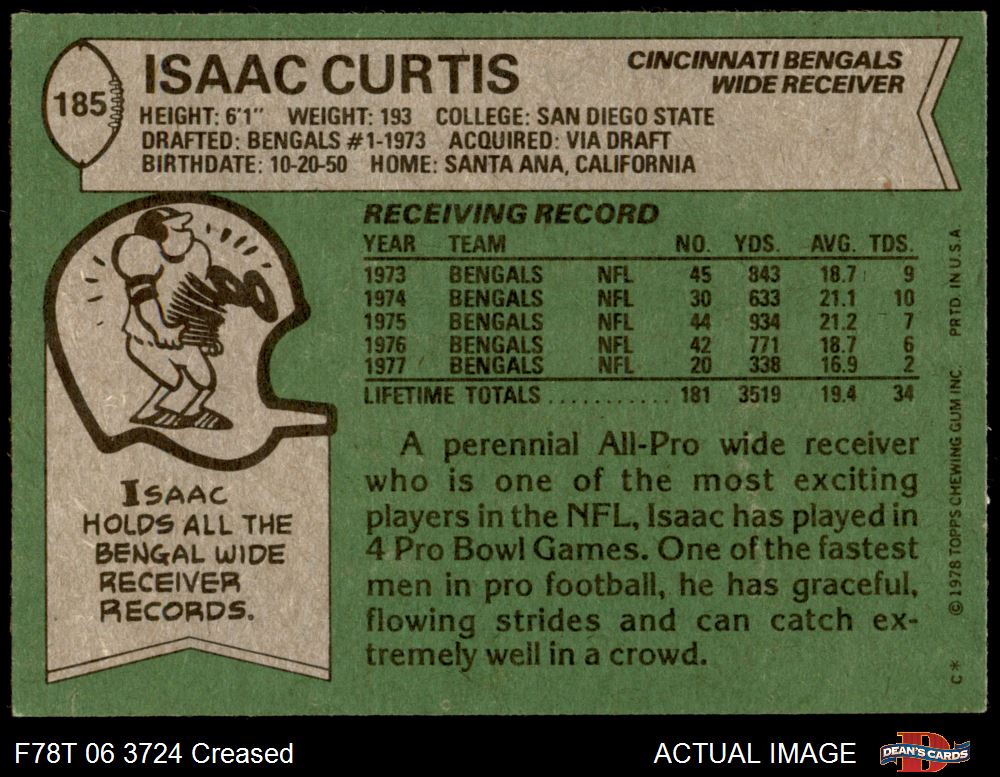 185
ISAAC CURTIS
CINCINNATI BENGALS
WIDE RECEIVER
HEIGHT: 6'1" WEIGHT: 193 COLLEGE: SAN DIEGO STATE
DRAFTED: BENGALS #1-1973 ACQUIRED: VIA DRAFT
BIRTHDATE: 10-20-50 HOME: SANTA ANA, CALIFORNIA
RECEIVING RECORD
YEAR TEAM NO. YDS. AVG. TDS.
1973 BENGALS NFL 45 843 18.7 9
1974 BENGALS NFL 30 633 21.1 10
1975 BENGALS NFL 44 934 21.2 7
1976 BENGALS NFL 42 771 18.7 6
1977 BENGALS NFL 20 338 16.9 2
LIFETIME TOTALS ........... 181 3519 19.4 34
A perennial All-Pro wide receiver
who is one of the most exciting
players in the NFL, Isaac has played in
4 Pro Bowl Games. One of the fastest
men in pro football, he has graceful,
flowing strides and can catch ex-
tremely well in a crowd.
ISAAC
HOLDS ALL THE
BENGAL WIDE
RECEIVER
RECORDS.
C* © 1978 TOPPS CHEWING GUM INC. PRTD. IN U.S.A.
F78T 06 3724 Creased
ACTUAL IMAGE
DEAN'S CARDS